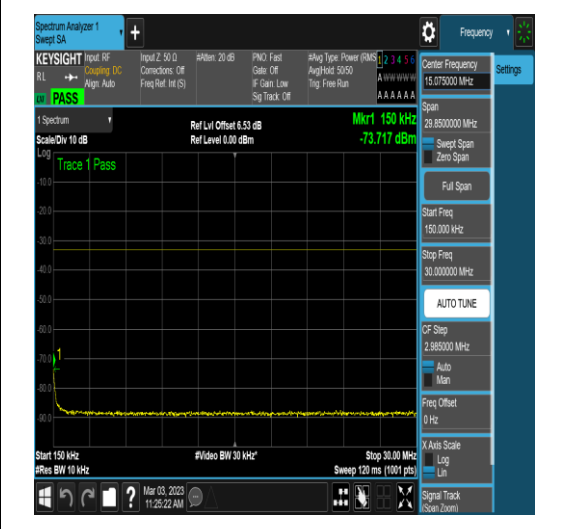 Spectrum Analyzer 1
Swept SA
Frequency
KEYSIGHT
RL
Input: RF
Coupling: DC
Align: Auto
Input Z: 50 Ω
Corrections: Off
Freq Ref: Int (S)
#Atten: 20 dB
PNO: Fast
Gate: Off
IF Gain: Low
Sig Track: Off
#Avg Type: Power (RMS
Avg|Hold: 50/50
Trig: Free Run
1 2 3 4 5 6
A W W W W W
A A A A A A
PASS
1 Spectrum
Scale/Div 10 dB
Ref Lvl Offset 6.53 dB
Ref Level 0.00 dBm
Mkr1 150 kHz
-73.717 dBm
Log
Trace 1 Pass
-10.0
-20.0
-30.0
-40.0
-50.0
-60.0
-70.0
-80.0
-90.0
1
Start 150 kHz
#Res BW 10 kHz
#Video BW 30 kHz*
Stop 30.00 MHz
Sweep 120 ms (1001 pts)
Mar 03, 2023
11:25:22 AM
Center Frequency
15.075000 MHz
Span
29.8500000 MHz
Swept Span
Zero Span
Full Span
Start Freq
150.000 kHz
Stop Freq
30.000000 MHz
AUTO TUNE
CF Step
2.985000 MHz
Auto
Man
Freq Offset
0 Hz
X Axis Scale
Log
Lin
Signal Track
(Span Zoom)
Settings